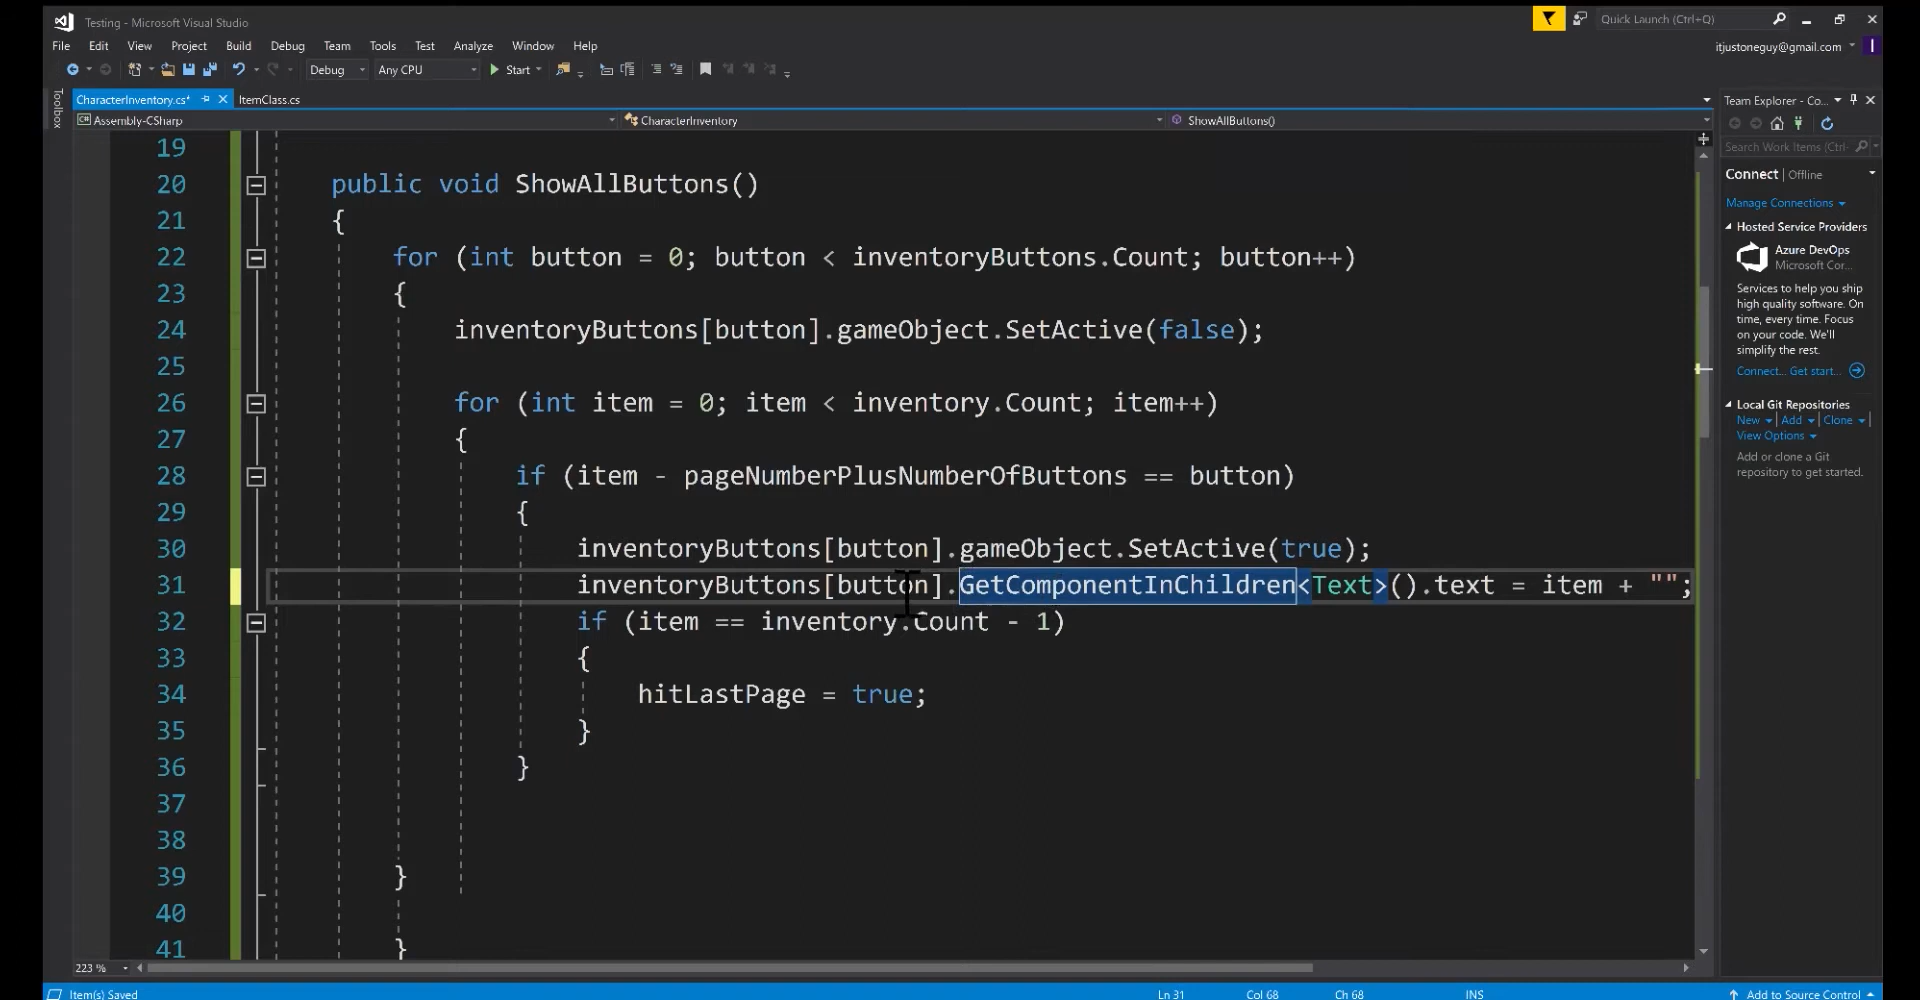 Testing - Microsoft Visual Studio
Quick Launch (Ctrl+Q)
File Edit View Project Build Debug Team Tools Test Analyze Window Help
itjustoneguy@gmail.com
I
Debug Any CPU Start
Toolbox
CharacterInventory.cs*
ItemClass.cs
Team Explorer - Co...
Assembly-CSharp
CharacterInventory
ShowAllButtons()
Search Work Items (Ctrl-
Connect | Offline
Manage Connections
Hosted Service Providers
Azure DevOps
Microsoft Cor...
Services to help you ship
high quality software. On
time, every time. Focus
on your code. We'll
simplify the rest.
Connect... Get start...
Local Git Repositories
New | Add | Clone |
View Options
Add or clone a Git
repository to get started.
19
20 public void ShowAllButtons()
21 {
22 for (int button = 0; button < inventoryButtons.Count; button++)
23 {
24 inventoryButtons[button].gameObject.SetActive(false);
25
26 for (int item = 0; item < inventory.Count; item++)
27 {
28 if (item - pageNumberPlusNumberOfButtons == button)
29 {
30 inventoryButtons[button].gameObject.SetActive(true);
31 inventoryButtons[button].GetComponentInChildren<Text>().text = item + "";
32 if (item == inventory.Count - 1)
33 {
34 hitLastPage = true;
35 }
36 }
37
38
39 }
40
41 }
223 %
Item(s) Saved
Ln 31 Col 68 Ch 68 INS
Add to Source Control